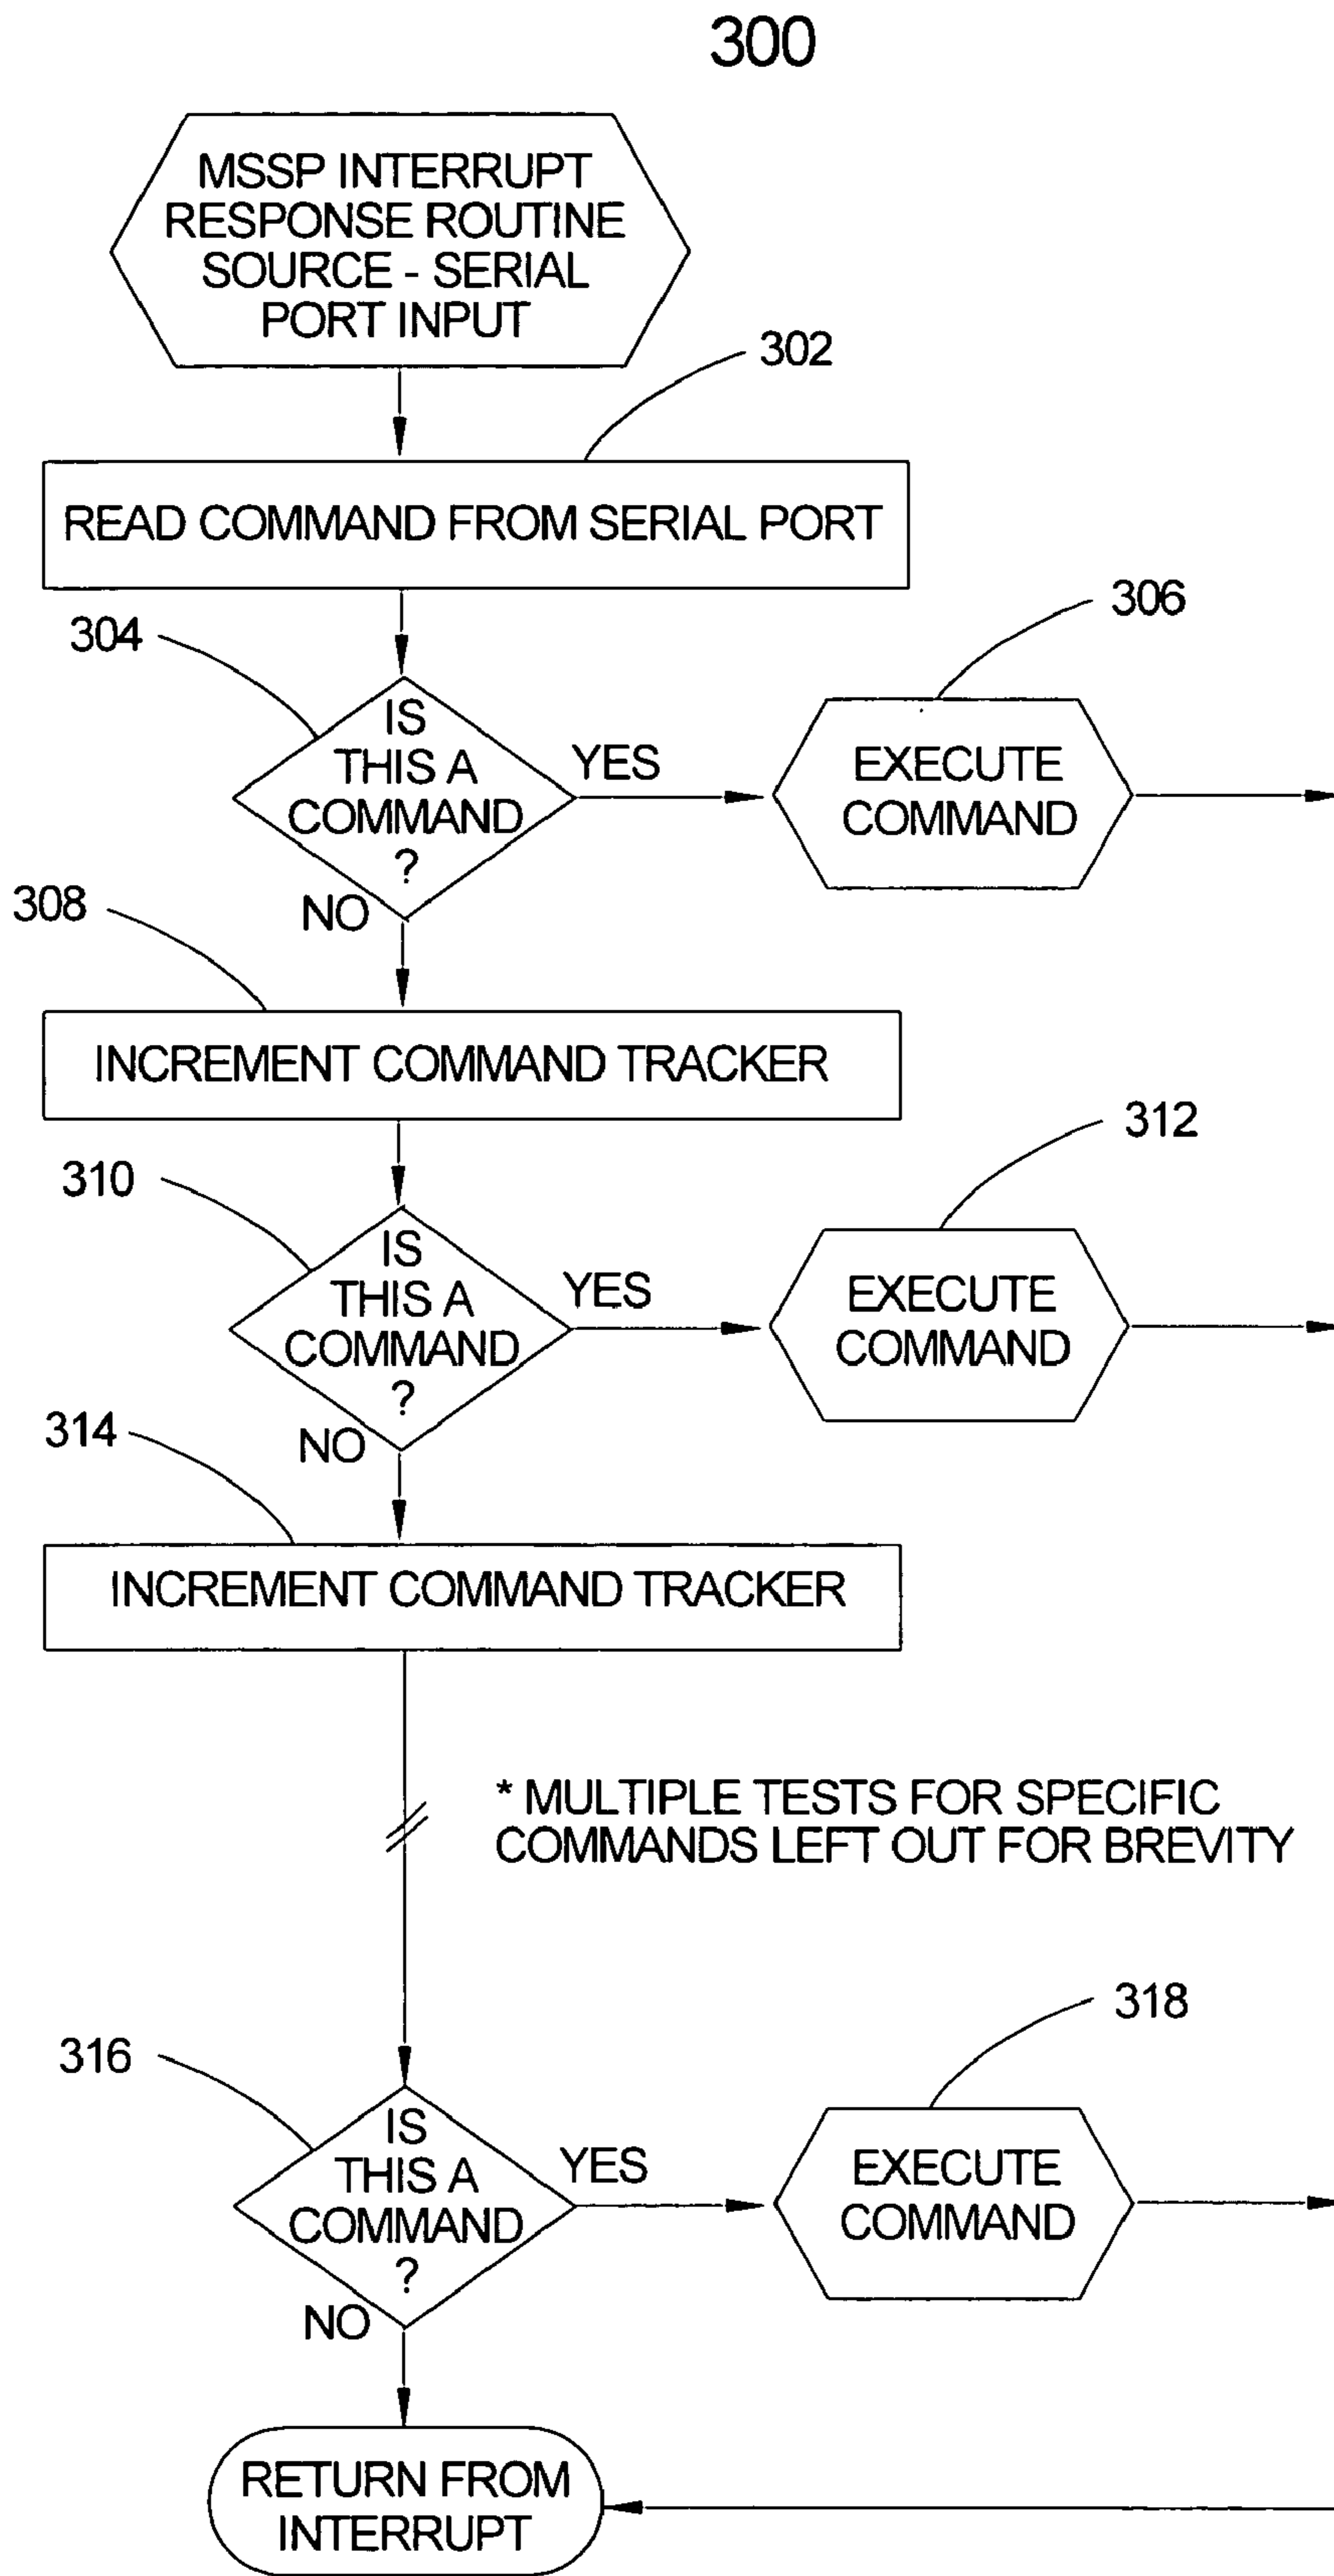 300
MSSP INTERRUPT
RESPONSE ROUTINE
SOURCE - SERIAL
PORT INPUT
302
READ COMMAND FROM SERIAL PORT
304
306
IS
THIS A
COMMAND
?
YES
EXECUTE
COMMAND
NO
308
INCREMENT COMMAND TRACKER
310
312
IS
THIS A
COMMAND
?
YES
EXECUTE
COMMAND
NO
314
INCREMENT COMMAND TRACKER
* MULTIPLE TESTS FOR SPECIFIC
COMMANDS LEFT OUT FOR BREVITY
316
318
IS
THIS A
COMMAND
?
YES
EXECUTE
COMMAND
NO
RETURN FROM
INTERRUPT